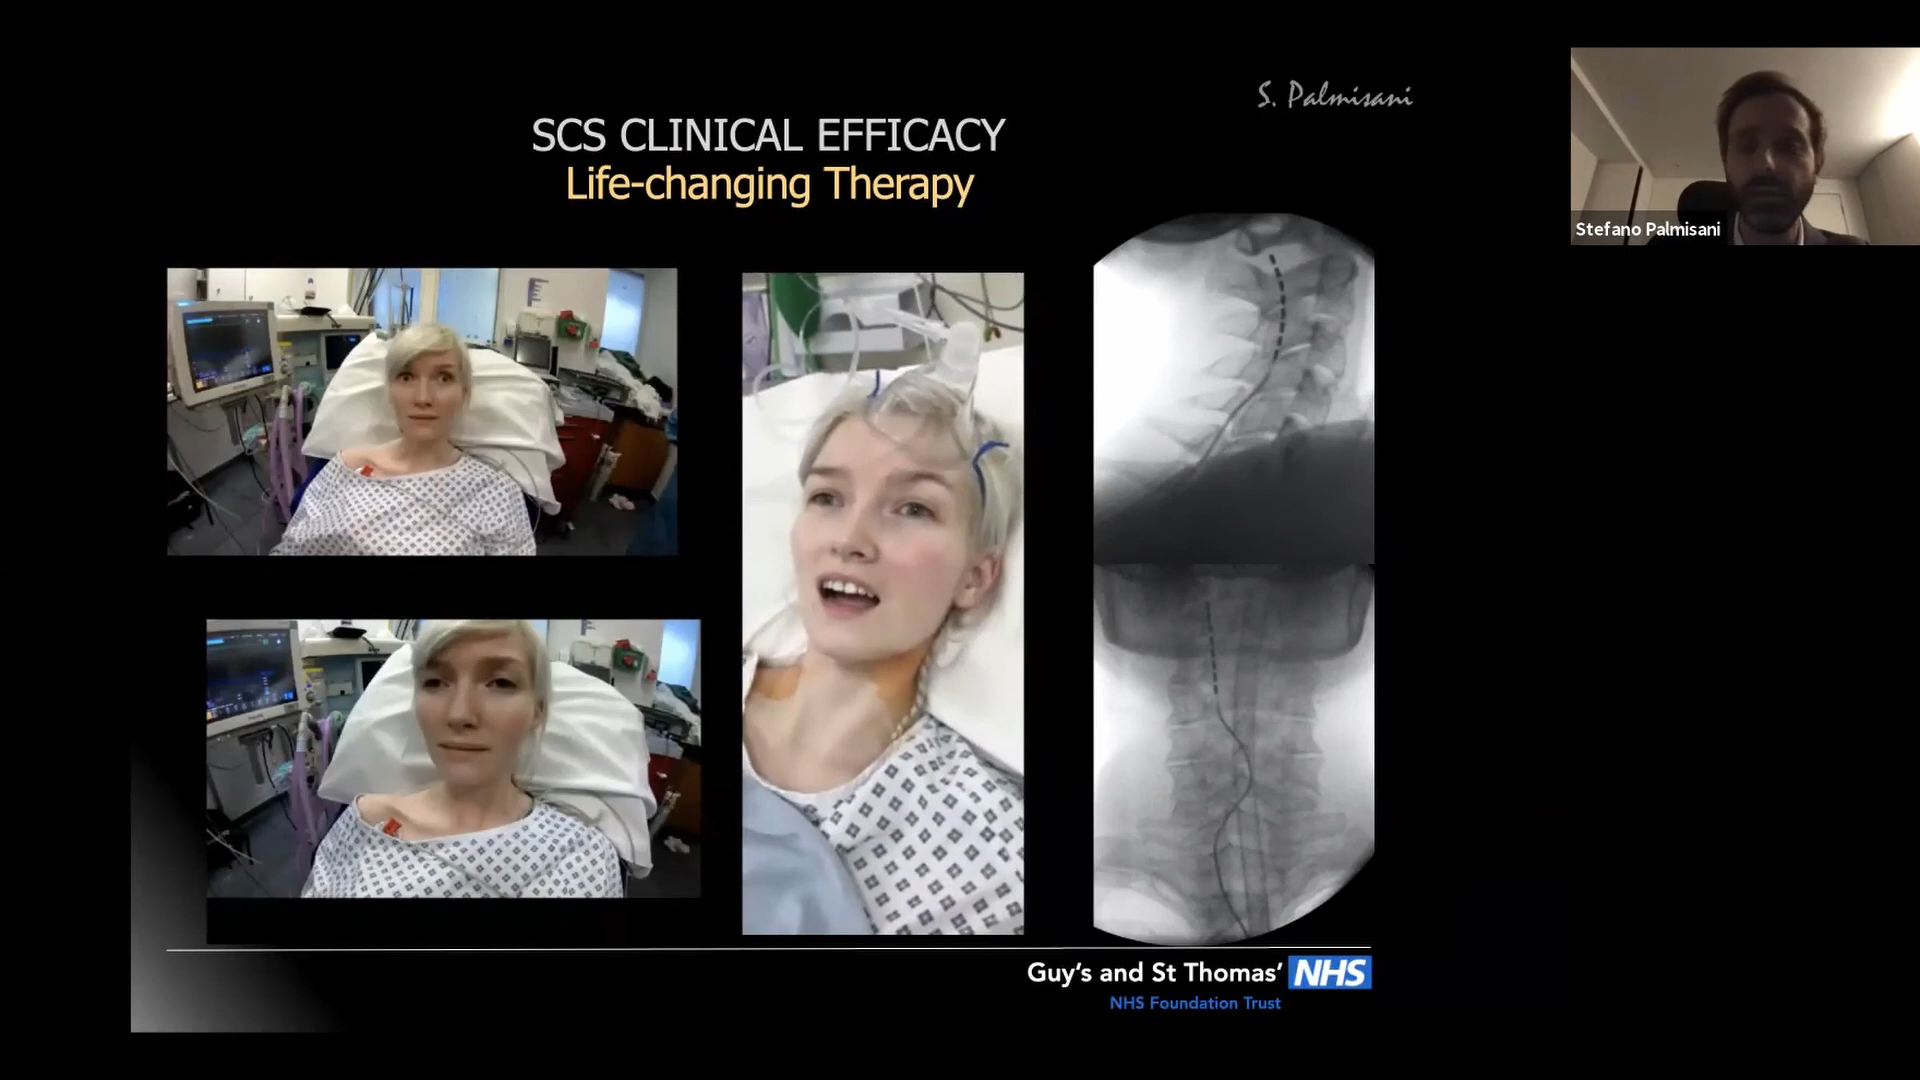 S. Palmisani
SCS CLINICAL EFFICACY
Life-changing Therapy
Stefano Palmisani
Guy's and St Thomas' NHS
NHS Foundation Trust